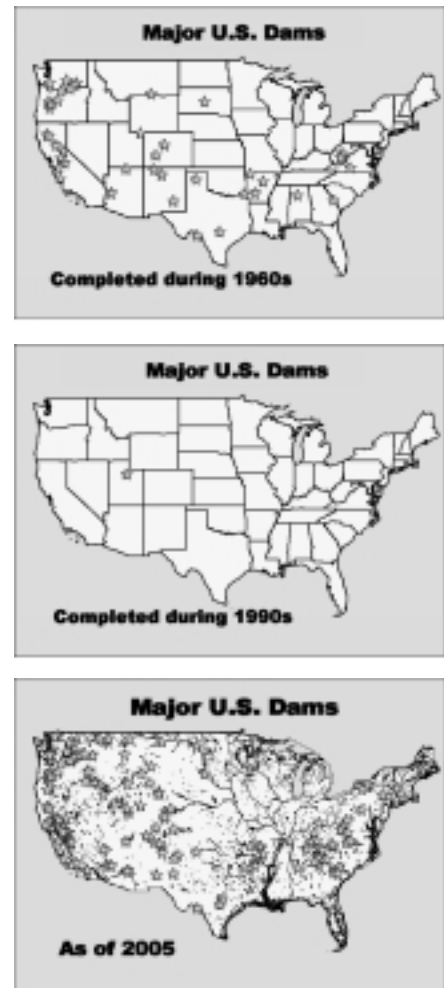 Major U.S. Dams
Completed during 1960s
Major U.S. Dams
Completed during 1990s
Major U.S. Dams
As of 2005